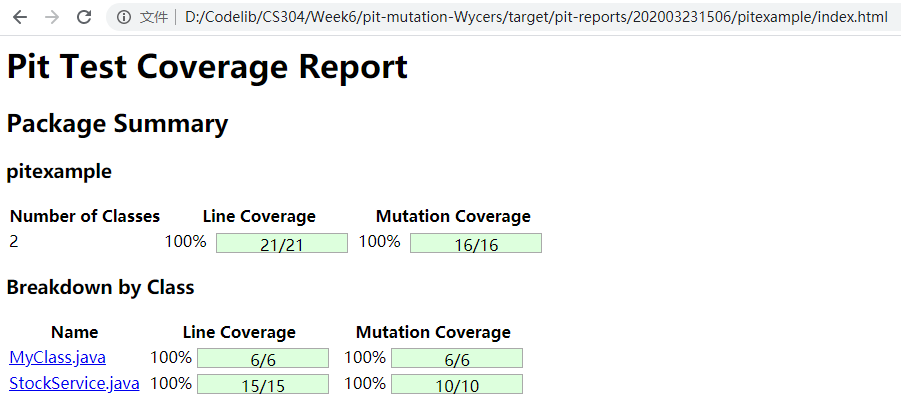 文件 D:/Codelib/CS304/Week6/pit-mutation-Wycers/target/pit-reports/202003231506/pitexample/index.html
Pit Test Coverage Report
Package Summary
pitexample
Number of Classes Line Coverage Mutation Coverage
2 100% 21/21 100% 16/16
Breakdown by Class
Name Line Coverage Mutation Coverage
MyClass.java 100% 6/6 100% 6/6
StockService.java 100% 15/15 100% 10/10